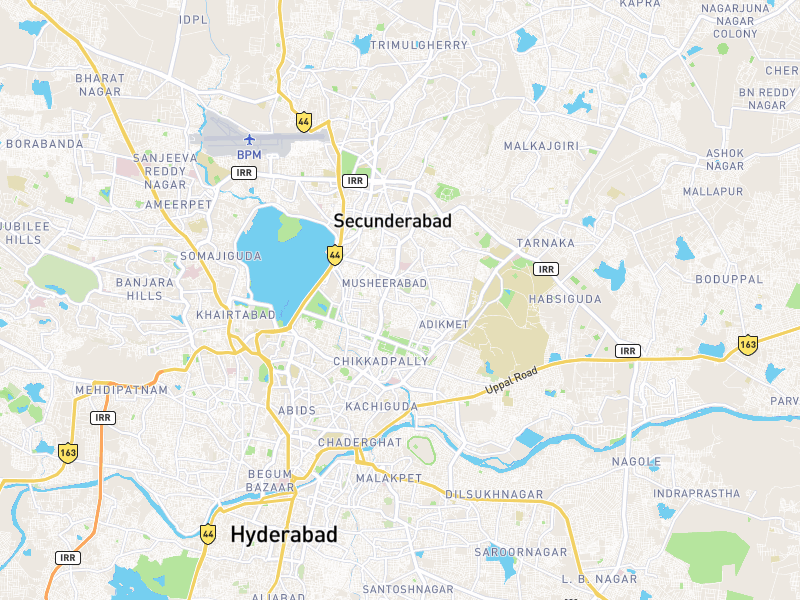 KAPRA
NAGARJUNA
NAGAR
COLONY
IDPL
TRIMULGHERRY
BHARAT
NAGAR
CHER
BN REDDY
NAGAR
44
BORABANDA
BPM
MALKAJGIRI
SANJEEVA
REDDY
NAGAR
IRR
IRR
ASHOK
NAGAR
MALLAPUR
AMEERPET
JUBILEE
HILLS
Secunderabad
TARNAKA
SOMAJIGUDA
44
IRR
BANJARA
HILLS
MUSHEERABAD
HABSIGUDA
BODUPPAL
KHAIRTABAD
ADIKMET
163
IRR
CHIKKADPALLY
Uppal Road
MEHDIPATNAM
IRR
ABIDS
KACHIGUDA
PARV
163
CHADERGHAT
NAGOLE
BEGUM
BAZAAR
MALAKPET
DILSUKHNAGAR
INDRAPRASTHA
44
Hyderabad
IRR
SAROORNAGAR
L. B. NAGAR
SANTOSHNAGAR
ALIABAD